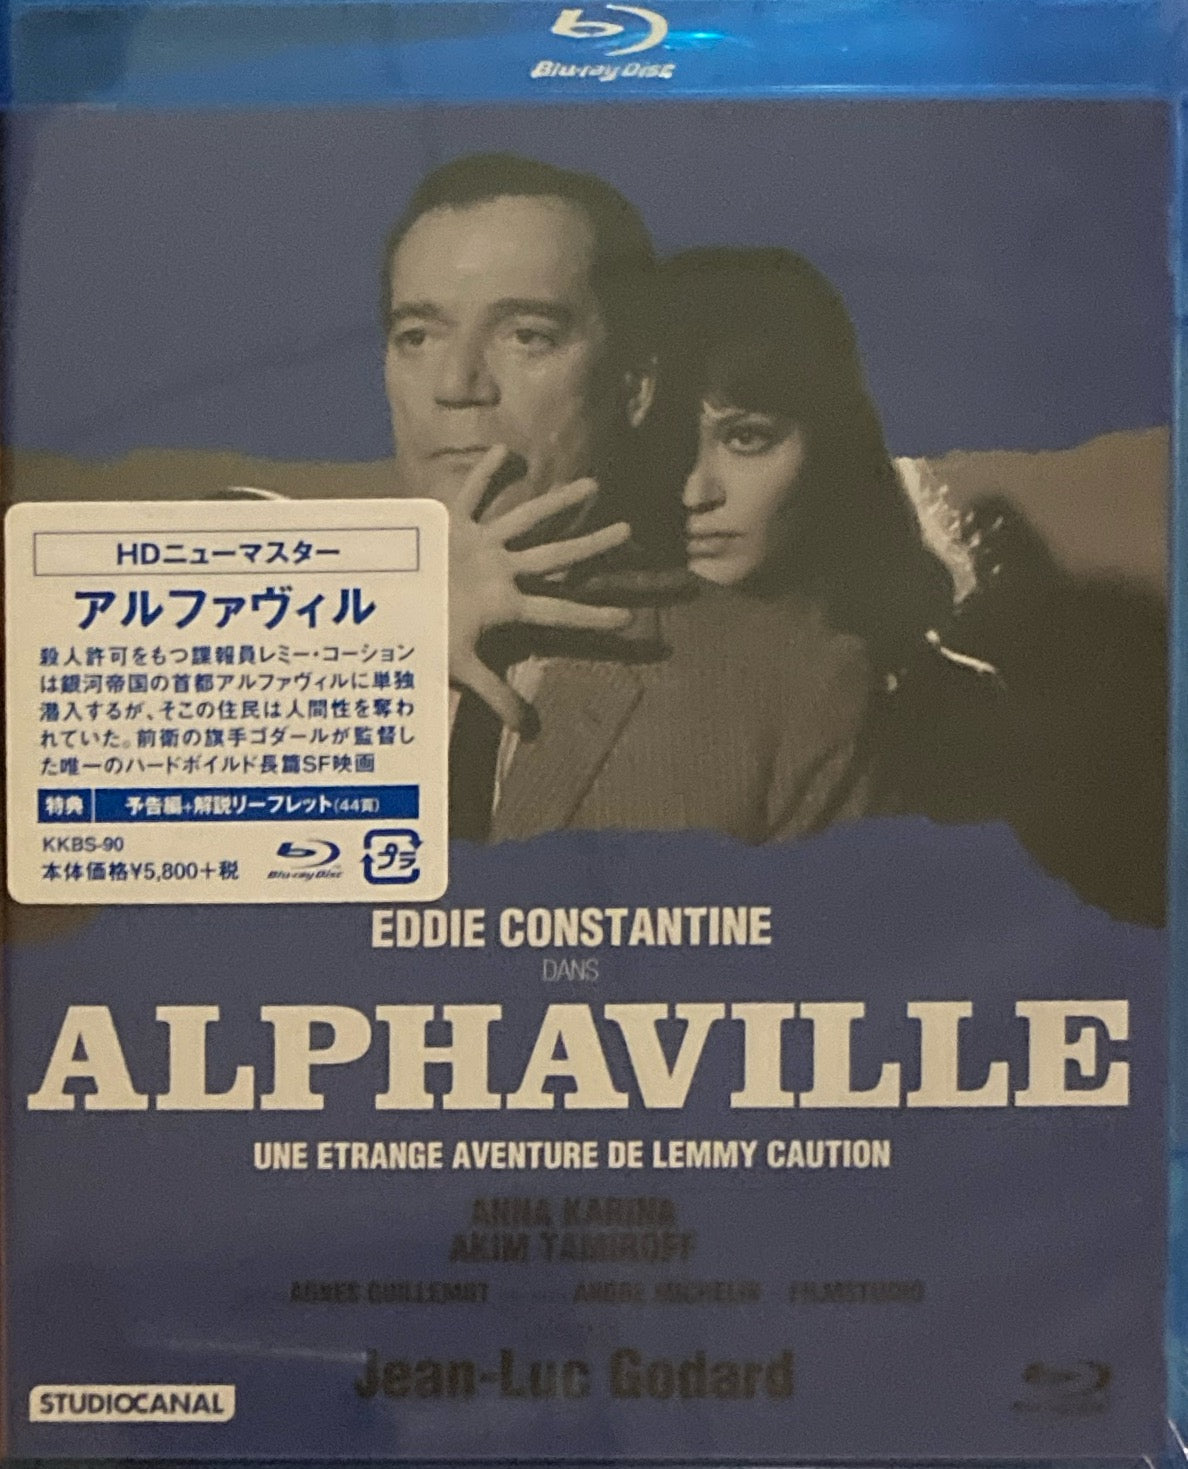 Blu-ray Disc
HDニューマスター
アルファヴィル
殺人許可をもつ諜報員レミー・コーション
は銀河帝国の首都アルファヴィルに単独
潜入するが、そこの住民は人間性を奪わ
れていた。前衛の旗手ゴダールが監督し
た唯一のハードボイルド長篇SF映画
特典 予告編+解説リーフレット(44頁)
KKBS-90
本体価格¥5,800+税
Blu-ray Disc
プラ
EDDIE CONSTANTINE
DANS
ALPHAVILLE
UNE ETRANGE AVENTURE DE LEMMY CAUTION
ANNA KARINA
AKIM TAMIROFF
AGNES GUILLEMOT ANDRE MICHELIN FILMSTUDIO
Jean-Luc Godard
STUDIOCANAL